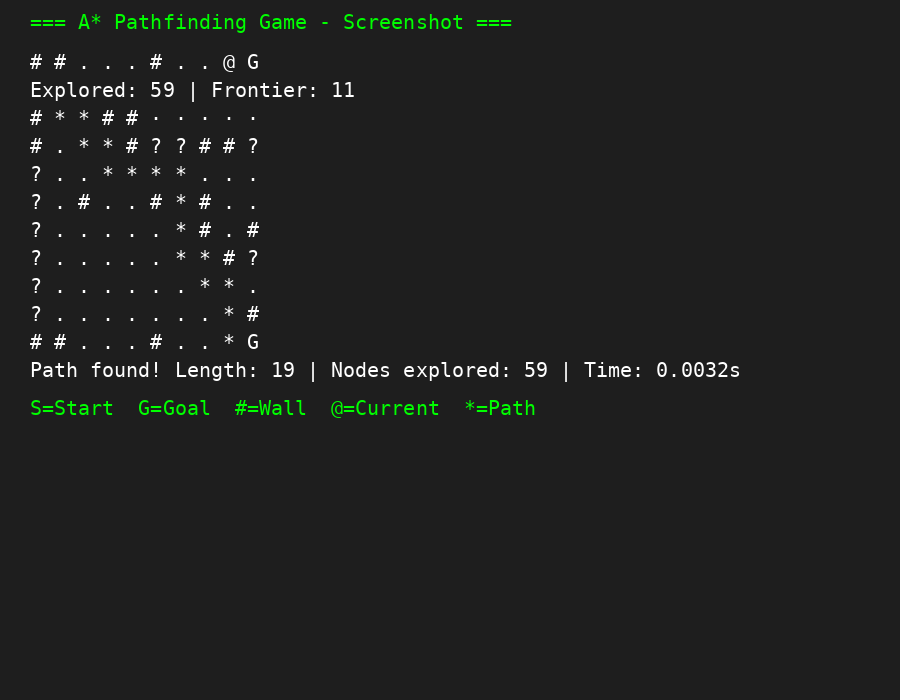 === A* Pathfinding Game - Screenshot ===
# # . . . # . . @ G
Explored: 59 | Frontier: 11
# * * # # · · · · ·
# . * * # ? ? # # ?
? . . * * * * . . .
? . # . . # * # . .
? . . . . . * # . #
? . . . . . * * # ?
? . . . . . . * * .
? . . . . . . . * #
# # . . . # . . * G
Path found! Length: 19 | Nodes explored: 59 | Time: 0.0032s
S=Start  G=Goal  #=Wall  @=Current  *=Path